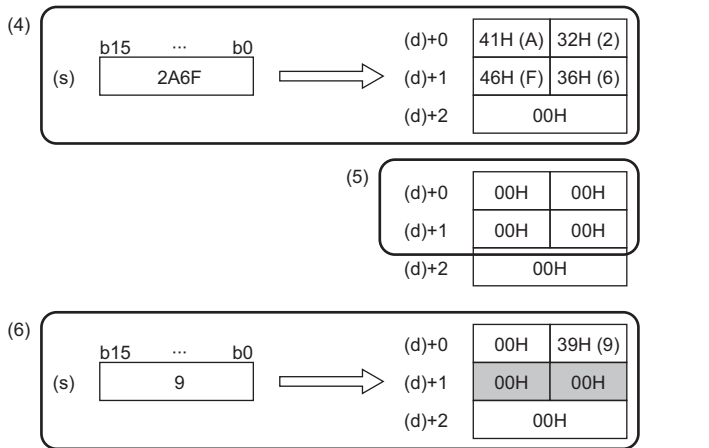 (4)
b15 ... b0
(s) 2A6F
(d)+0 41H (A) 32H (2)
(d)+1 46H (F) 36H (6)
(d)+2 00H
(5)
(d)+0 00H 00H
(d)+1 00H 00H
(d)+2 00H
(6)
b15 ... b0
(s) 9
(d)+0 00H 39H (9)
(d)+1 00H 00H
(d)+2 00H